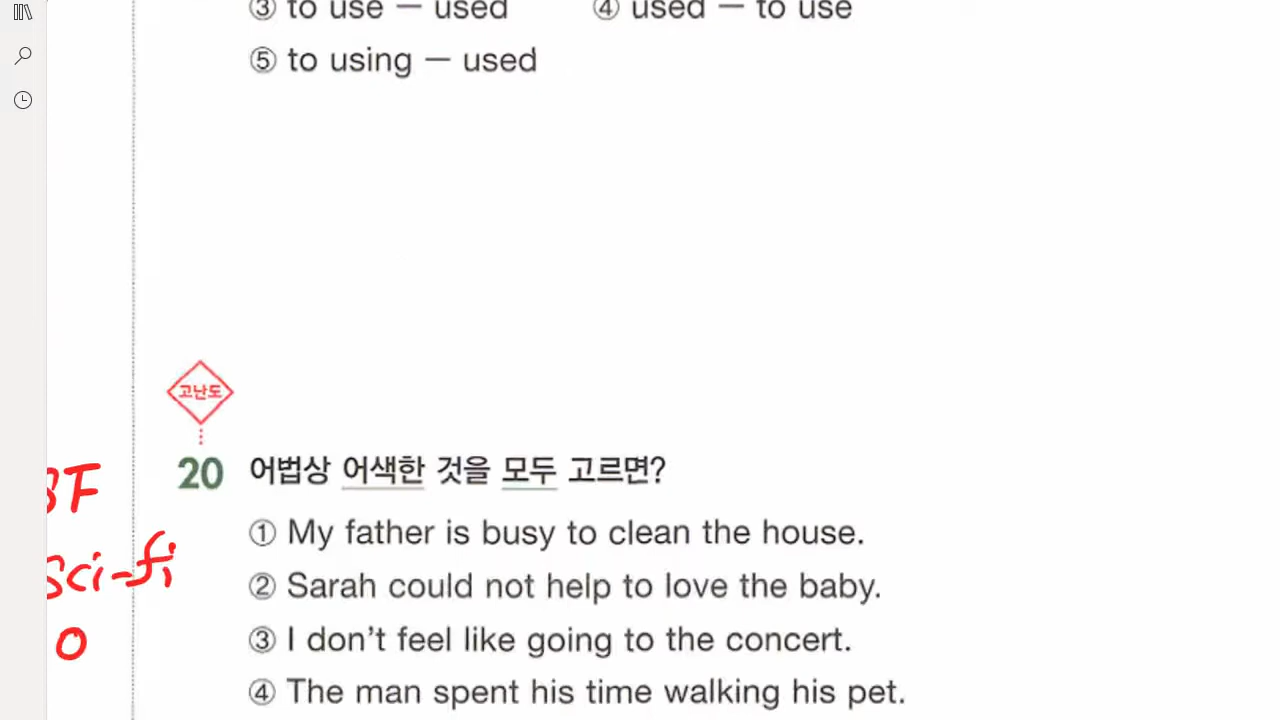 ③ to use — used ④ used — to use
⑤ to using — used
고난도
20 어법상 어색한 것을 모두 고르면?
① My father is busy to clean the house.
② Sarah could not help to love the baby.
③ I don't feel like going to the concert.
④ The man spent his time walking his pet.
sci-fi
0